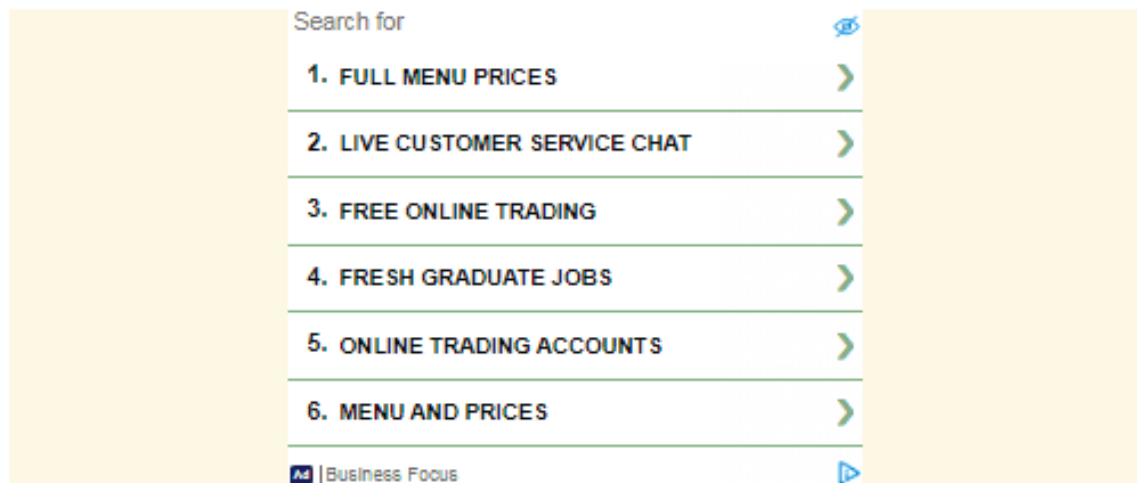 Search for
1. FULL MENU PRICES
2. LIVE CUSTOMER SERVICE CHAT
3. FREE ONLINE TRADING
4. FRESH GRADUATE JOBS
5. ONLINE TRADING ACCOUNTS
6. MENU AND PRICES
Ad | Business Focus